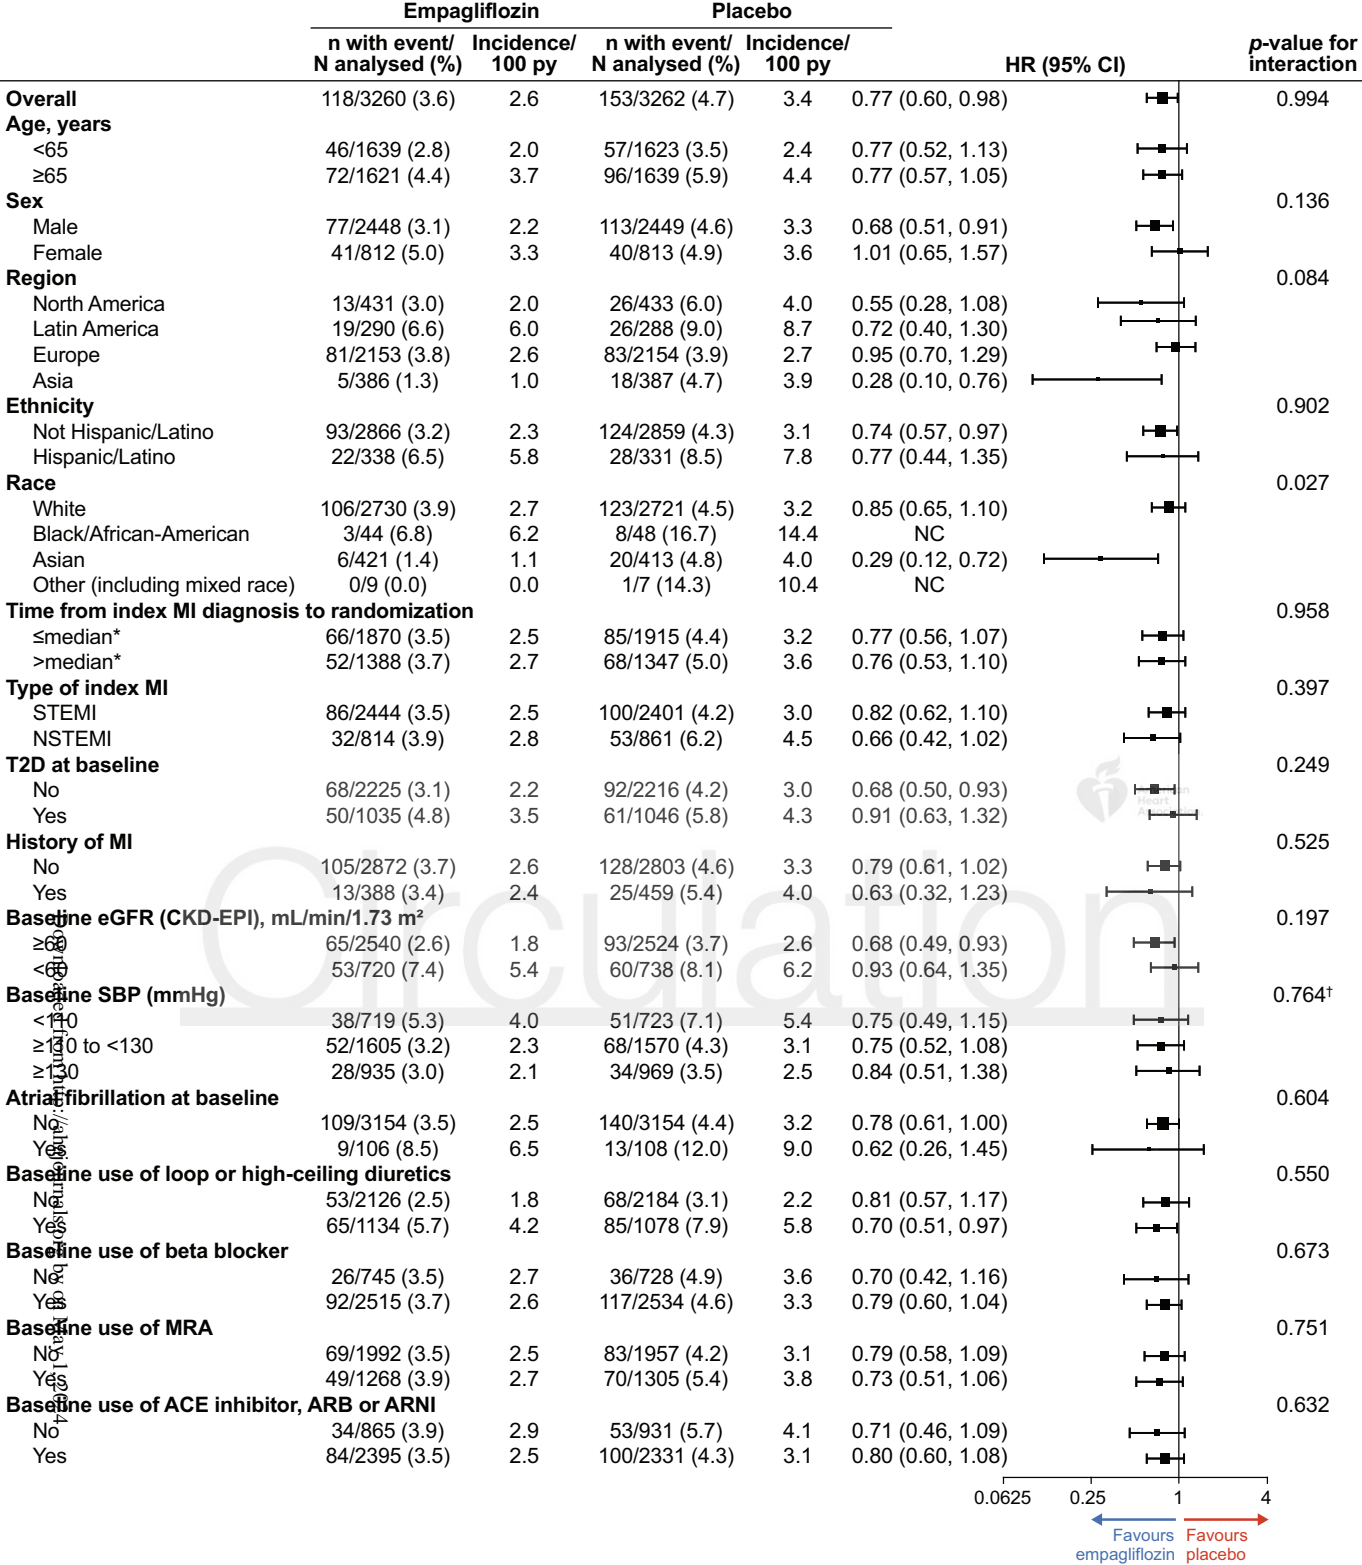 Empagliflozin Placebo
n with event/ N analysed (%) Incidence/ 100 py n with event/ N analysed (%) Incidence/ 100 py HR (95% CI) p-value for interaction
Overall 118/3260 (3.6) 2.6 153/3262 (4.7) 3.4 0.77 (0.60, 0.98) 0.994
Age, years
<65 46/1639 (2.8) 2.0 57/1623 (3.5) 2.4 0.77 (0.52, 1.13)
≥65 72/1621 (4.4) 3.7 96/1639 (5.9) 4.4 0.77 (0.57, 1.05)
Sex 0.136
Male 77/2448 (3.1) 2.2 113/2449 (4.6) 3.3 0.68 (0.51, 0.91)
Female 41/812 (5.0) 3.3 40/813 (4.9) 3.6 1.01 (0.65, 1.57)
Region 0.084
North America 13/431 (3.0) 2.0 26/433 (6.0) 4.0 0.55 (0.28, 1.08)
Latin America 19/290 (6.6) 6.0 26/288 (9.0) 8.7 0.72 (0.40, 1.30)
Europe 81/2153 (3.8) 2.6 83/2154 (3.9) 2.7 0.95 (0.70, 1.29)
Asia 5/386 (1.3) 1.0 18/387 (4.7) 3.9 0.28 (0.10, 0.76)
Ethnicity 0.902
Not Hispanic/Latino 93/2866 (3.2) 2.3 124/2859 (4.3) 3.1 0.74 (0.57, 0.97)
Hispanic/Latino 22/338 (6.5) 5.8 28/331 (8.5) 7.8 0.77 (0.44, 1.35)
Race 0.027
White 106/2730 (3.9) 2.7 123/2721 (4.5) 3.2 0.85 (0.65, 1.10)
Black/African-American 3/44 (6.8) 6.2 8/48 (16.7) 14.4 NC
Asian 6/421 (1.4) 1.1 20/413 (4.8) 4.0 0.29 (0.12, 0.72)
Other (including mixed race) 0/9 (0.0) 0.0 1/7 (14.3) 10.4 NC
Time from index MI diagnosis to randomization 0.958
≤median* 66/1870 (3.5) 2.5 85/1915 (4.4) 3.2 0.77 (0.56, 1.07)
>median* 52/1388 (3.7) 2.7 68/1347 (5.0) 3.6 0.76 (0.53, 1.10)
Type of index MI 0.397
STEMI 86/2444 (3.5) 2.5 100/2401 (4.2) 3.0 0.82 (0.62, 1.10)
NSTEMI 32/814 (3.9) 2.8 53/861 (6.2) 4.5 0.66 (0.42, 1.02)
T2D at baseline 0.249
No 68/2225 (3.1) 2.2 92/2216 (4.2) 3.0 0.68 (0.50, 0.93)
Yes 50/1035 (4.8) 3.5 61/1046 (5.8) 4.3 0.91 (0.63, 1.32)
Heart
History of MI 0.525
No 105/2872 (3.7) 2.6 128/2803 (4.6) 3.3 0.79 (0.61, 1.02)
Yes 13/388 (3.4) 2.4 25/459 (5.4) 4.0 0.63 (0.32, 1.23)
Circulation
Baseline eGFR (CKD-EPI), mL/min/1.73 m² 0.197
≥60 65/2540 (2.6) 1.8 93/2524 (3.7) 2.6 0.68 (0.49, 0.93)
<60 53/720 (7.4) 5.4 60/738 (8.1) 6.2 0.93 (0.64, 1.35)
Baseline SBP (mmHg) 0.764†
<110 38/719 (5.3) 4.0 51/723 (7.1) 5.4 0.75 (0.49, 1.15)
≥110 to <130 52/1605 (3.2) 2.3 68/1570 (4.3) 3.1 0.75 (0.52, 1.08)
≥130 28/935 (3.0) 2.1 34/969 (3.5) 2.5 0.84 (0.51, 1.38)
Atrial fibrillation at baseline 0.604
No 109/3154 (3.5) 2.5 140/3154 (4.4) 3.2 0.78 (0.61, 1.00)
Yes 9/106 (8.5) 6.5 13/108 (12.0) 9.0 0.62 (0.26, 1.45)
Baseline use of loop or high-ceiling diuretics 0.550
No 53/2126 (2.5) 1.8 68/2184 (3.1) 2.2 0.81 (0.57, 1.17)
Yes 65/1134 (5.7) 4.2 85/1078 (7.9) 5.8 0.70 (0.51, 0.97)
Baseline use of beta blocker 0.673
No 26/745 (3.5) 2.7 36/728 (4.9) 3.6 0.70 (0.42, 1.16)
Yes 92/2515 (3.7) 2.6 117/2534 (4.6) 3.3 0.79 (0.60, 1.04)
Baseline use of MRA 0.751
No 69/1992 (3.5) 2.5 83/1957 (4.2) 3.1 0.79 (0.58, 1.09)
Yes 49/1268 (3.9) 2.7 70/1305 (5.4) 3.8 0.73 (0.51, 1.06)
Baseline use of ACE inhibitor, ARB or ARNI 0.632
No 34/865 (3.9) 2.9 53/931 (5.7) 4.1 0.71 (0.46, 1.09)
Yes 84/2395 (3.5) 2.5 100/2331 (4.3) 3.1 0.80 (0.60, 1.08)
0.0625 0.25 1 4
Favours empagliflozin Favours placebo
Downloaded from http://ahajournals.org by on May 1, 2024